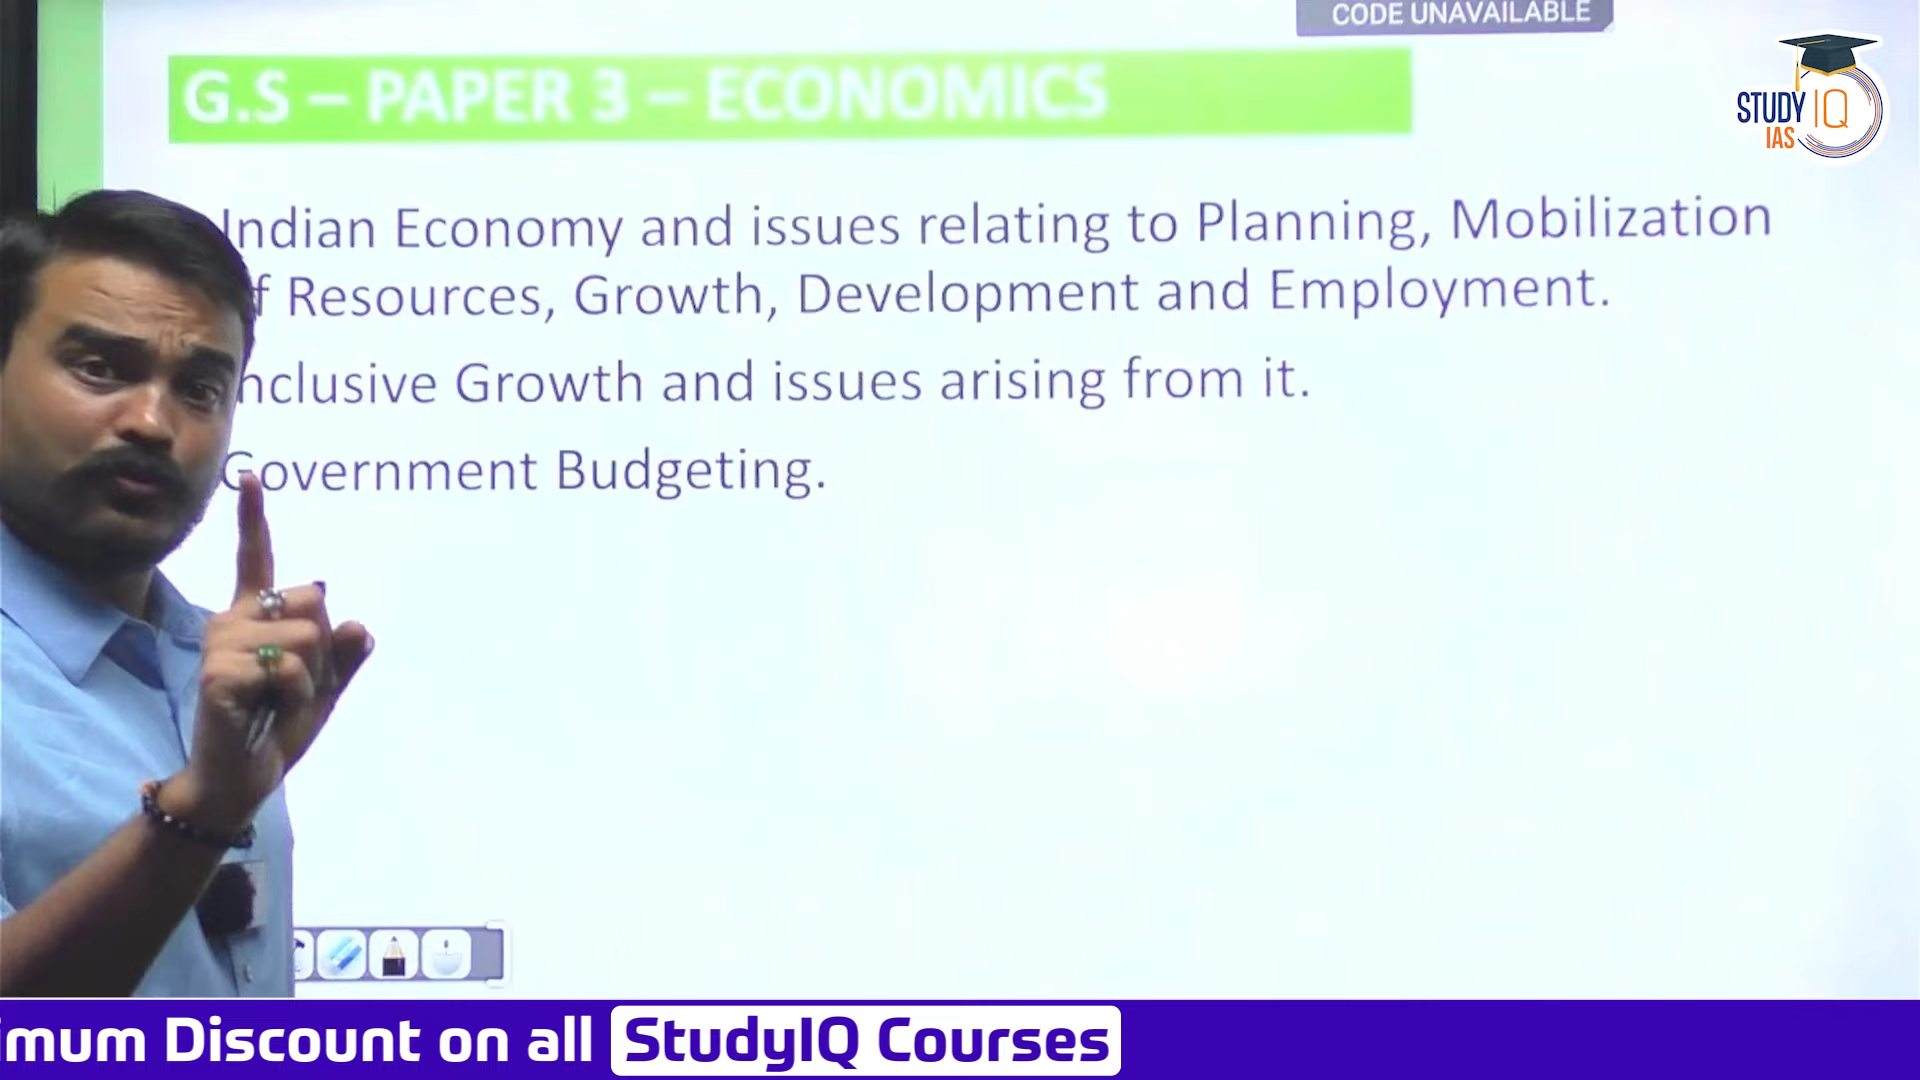 CODE UNAVAILABLE
G.S – PAPER 3 – ECONOMICS
STUDY IQ
IAS
Indian Economy and issues relating to Planning, Mobilization
f Resources, Growth, Development and Employment.
nclusive Growth and issues arising from it.
Government Budgeting.
imum Discount on all StudyIQ Courses